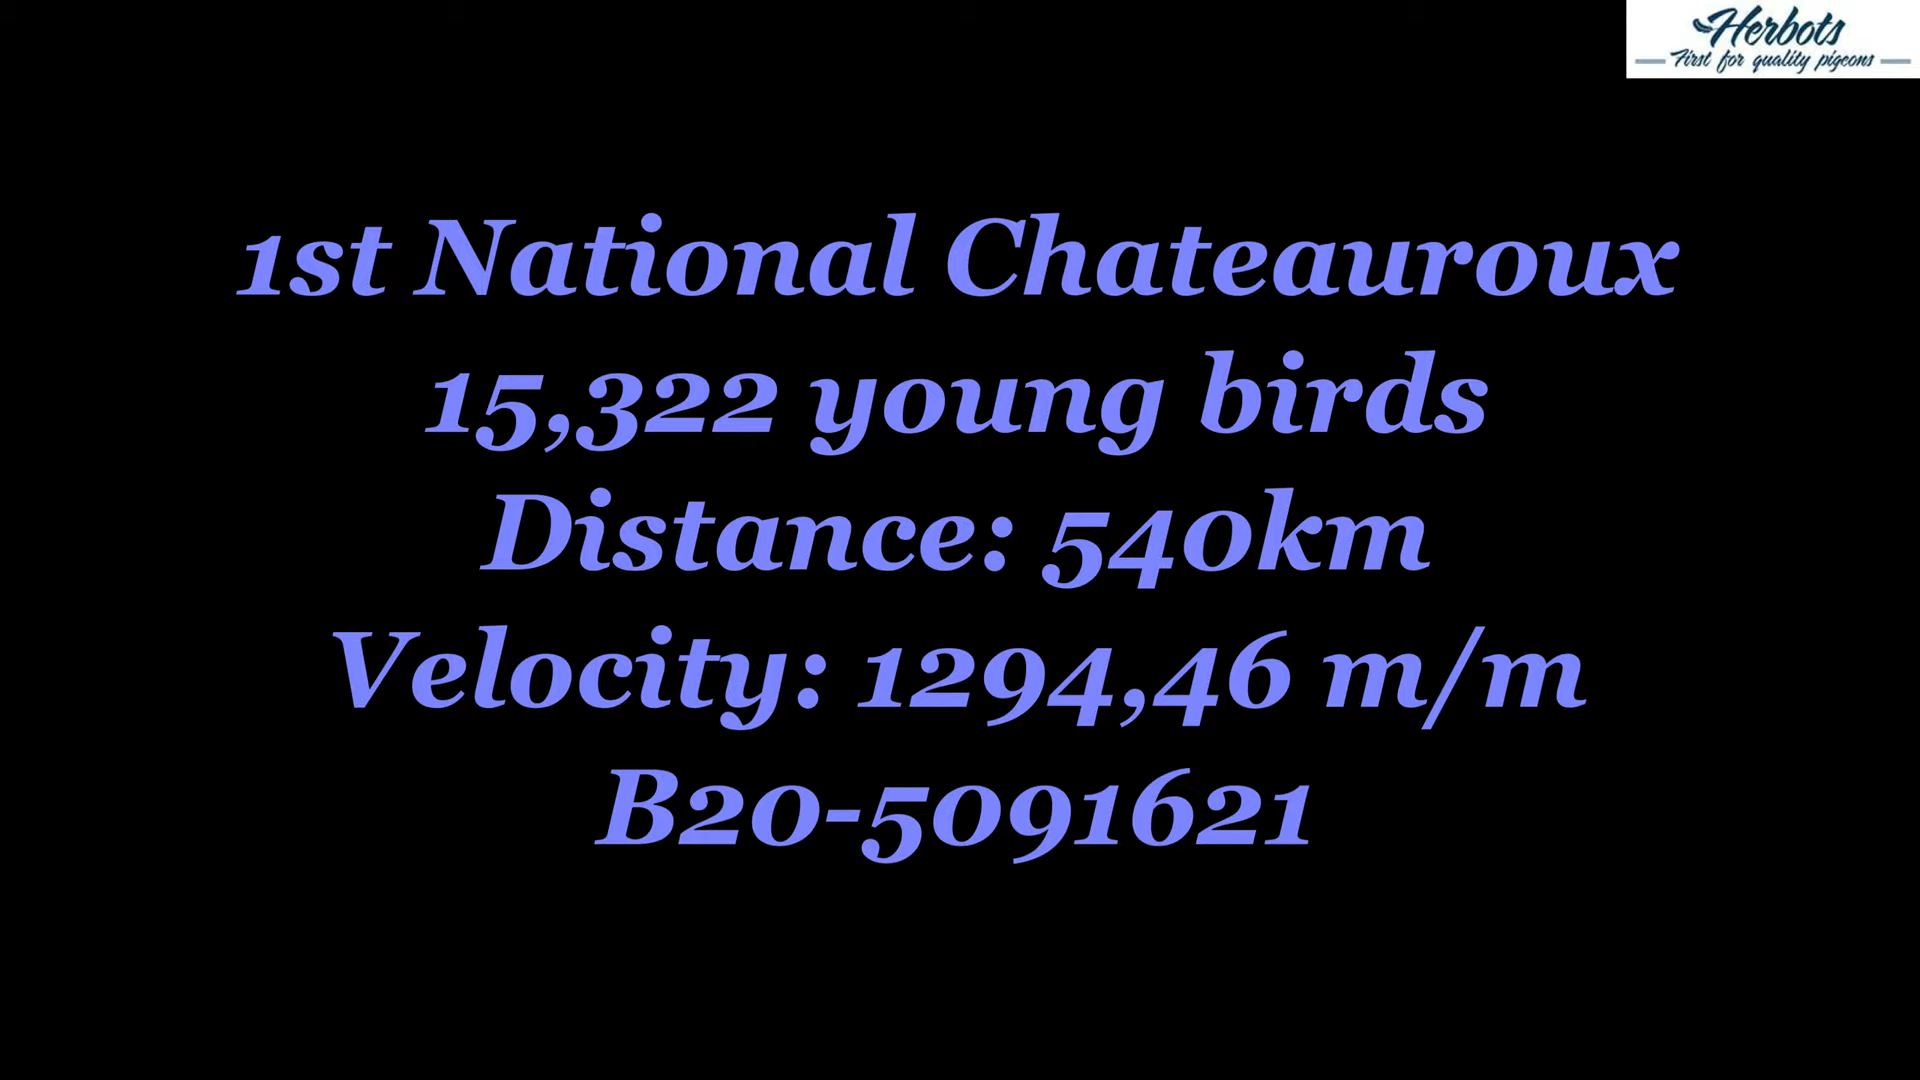 Herbots
First for quality pigeons
1st National Chateauroux
15,322 young birds
Distance: 540km
Velocity: 1294,46 m/m
B20-5091621